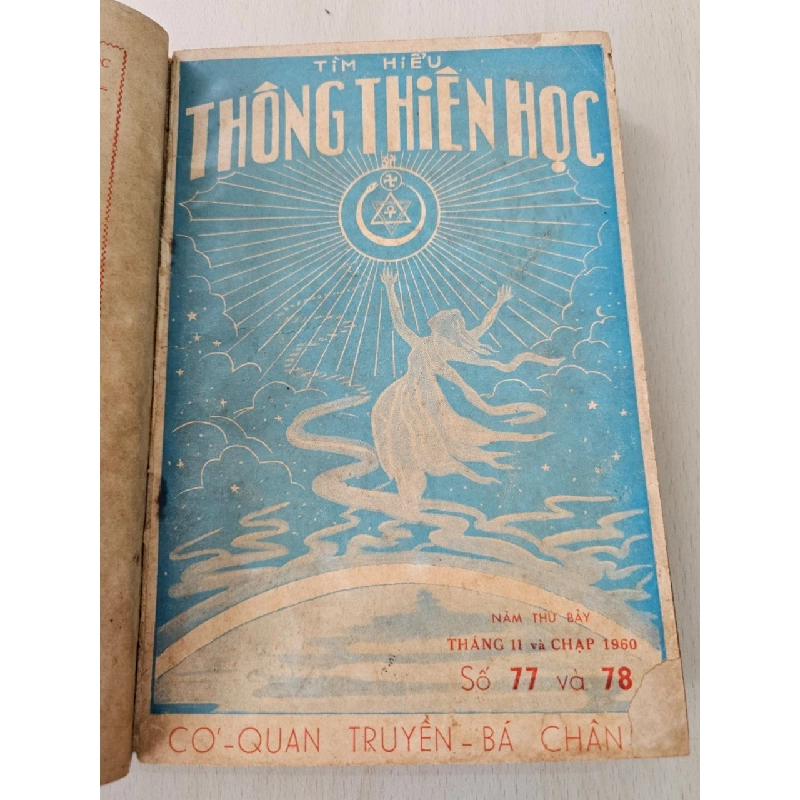 TÌM HIỂU
THÔNG THIÊN HỌC
NĂM THỨ BẢY
THÁNG 11 và CHẠP 1960
Số 77 và 78
CƠ-QUAN TRUYỀN-BÁ CHÂN